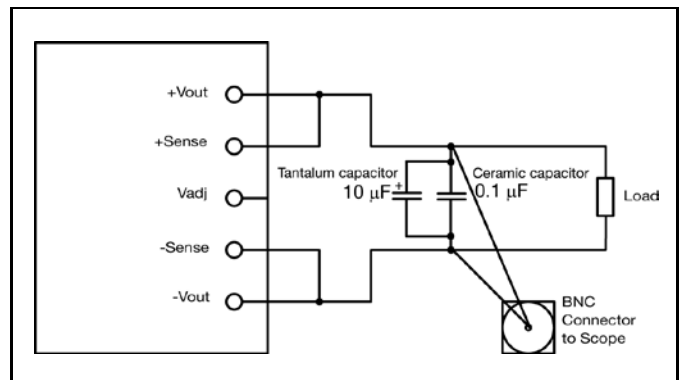 +Vout
+Sense
Vadj
-Sense
-Vout
Tantalum capacitor
10 µF
+
Ceramic capacitor
0.1 µF
Load
BNC
Connector
to Scope